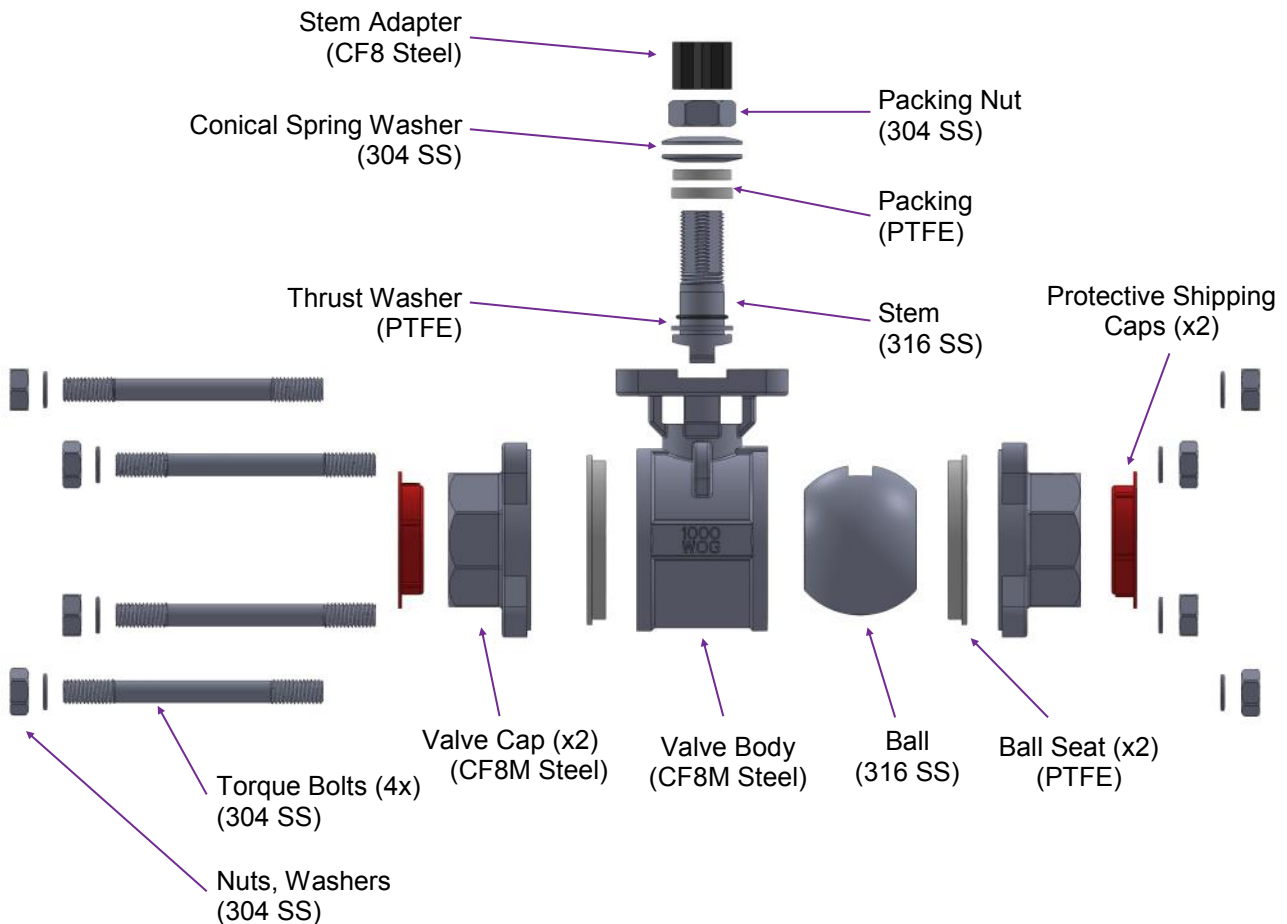 Stem Adapter
(CF8 Steel)
Packing Nut
(304 SS)
Conical Spring Washer
(304 SS)
Packing
(PTFE)
Thrust Washer
(PTFE)
Stem
(316 SS)
Protective Shipping
Caps (x2)
1000
WOG
Valve Cap (x2)
(CF8M Steel)
Valve Body
(CF8M Steel)
Ball
(316 SS)
Ball Seat (x2)
(PTFE)
Torque Bolts (4x)
(304 SS)
Nuts, Washers
(304 SS)